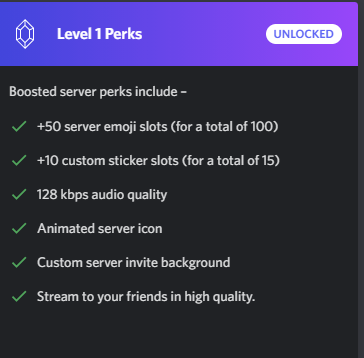 Level 1 Perks
UNLOCKED
Boosted server perks include –
+50 server emoji slots (for a total of 100)
+10 custom sticker slots (for a total of 15)
128 kbps audio quality
Animated server icon
Custom server invite background
Stream to your friends in high quality.